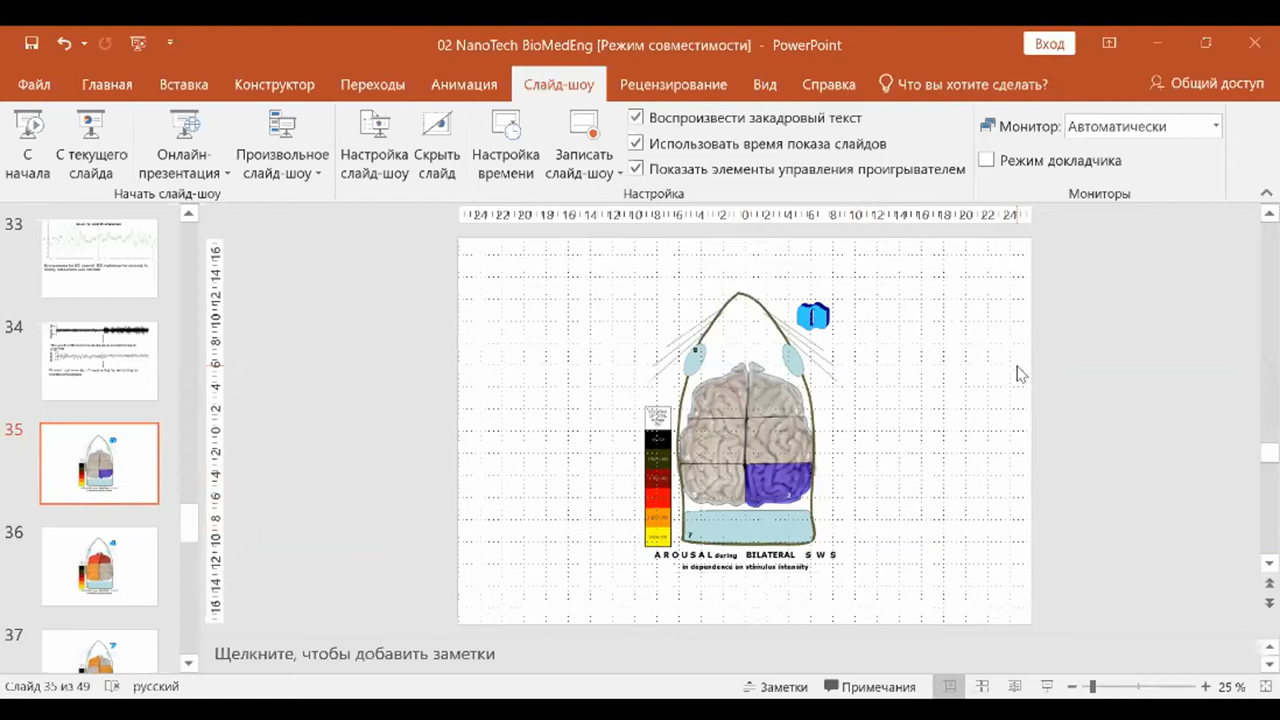 02 NanoTech BioMedEng [Режим совместимости] - PowerPoint
Вход
Файл
Главная
Вставка
Конструктор
Переходы
Анимация
Слайд-шоу
Рецензирование
Вид
Справка
Что вы хотите сделать?
Общий доступ
С начала
С текущего слайда
Онлайн-презентация
Произвольное слайд-шоу
Начать слайд-шоу
Настройка слайд-шоу
Скрыть слайд
Настройка времени
Записать слайд-шоу
Воспроизвести закадровый текст
Использовать время показа слайдов
Показать элементы управления проигрывателем
Настройка
Монитор: Автоматически
Режим докладчика
Мониторы
33
34
35
36
37
A R O U S A L during BILATERAL S W S
in dependence on stimulus intensity
Щелкните, чтобы добавить заметки
Слайд 35 из 49
русский
Заметки
Примечания
25 %